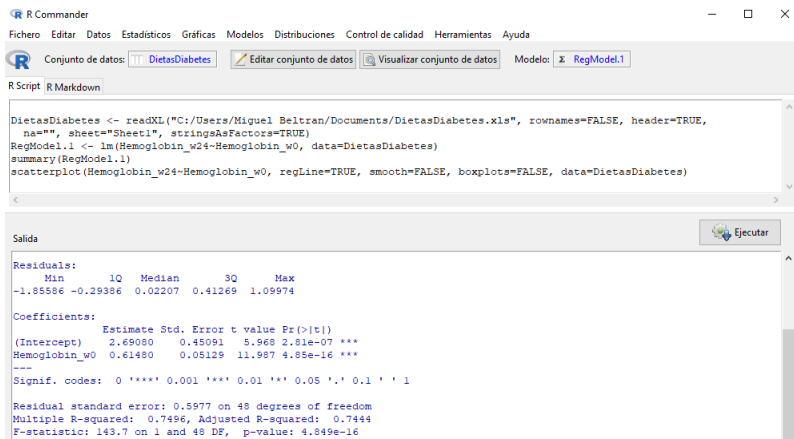 R Commander
Fichero Editar Datos Estadísticos Gráficas Modelos Distribuciones Control de calidad Herramientas Ayuda
Conjunto de datos: DietasDiabetes Editar conjunto de datos Visualizar conjunto de datos Modelo: Σ RegModel.1
R Script R Markdown
DietasDiabetes <- readXL("C:/Users/Miguel Beltran/Documents/DietasDiabetes.xls", rownames=FALSE, header=TRUE,
  na="", sheet="Sheet1", stringsAsFactors=TRUE)
RegModel.1 <- lm(Hemoglobin_w24~Hemoglobin_w0, data=DietasDiabetes)
summary(RegModel.1)
scatterplot(Hemoglobin_w24~Hemoglobin_w0, regLine=TRUE, smooth=FALSE, boxplots=FALSE, data=DietasDiabetes)
Salida
Ejecutar
Residuals:
     Min       1Q   Median       3Q      Max
-1.85586 -0.29386  0.02207  0.41269  1.09974
Coefficients:
              Estimate Std. Error t value Pr(>|t|)
(Intercept)    2.69080    0.45091   5.968 2.81e-07 ***
Hemoglobin_w0  0.61480    0.05129  11.987 4.85e-16 ***
---
Signif. codes:  0 '***' 0.001 '**' 0.01 '*' 0.05 '.' 0.1 ' ' 1
Residual standard error: 0.5977 on 48 degrees of freedom
Multiple R-squared:  0.7496, Adjusted R-squared:  0.7444
F-statistic: 143.7 on 1 and 48 DF,  p-value: 4.849e-16